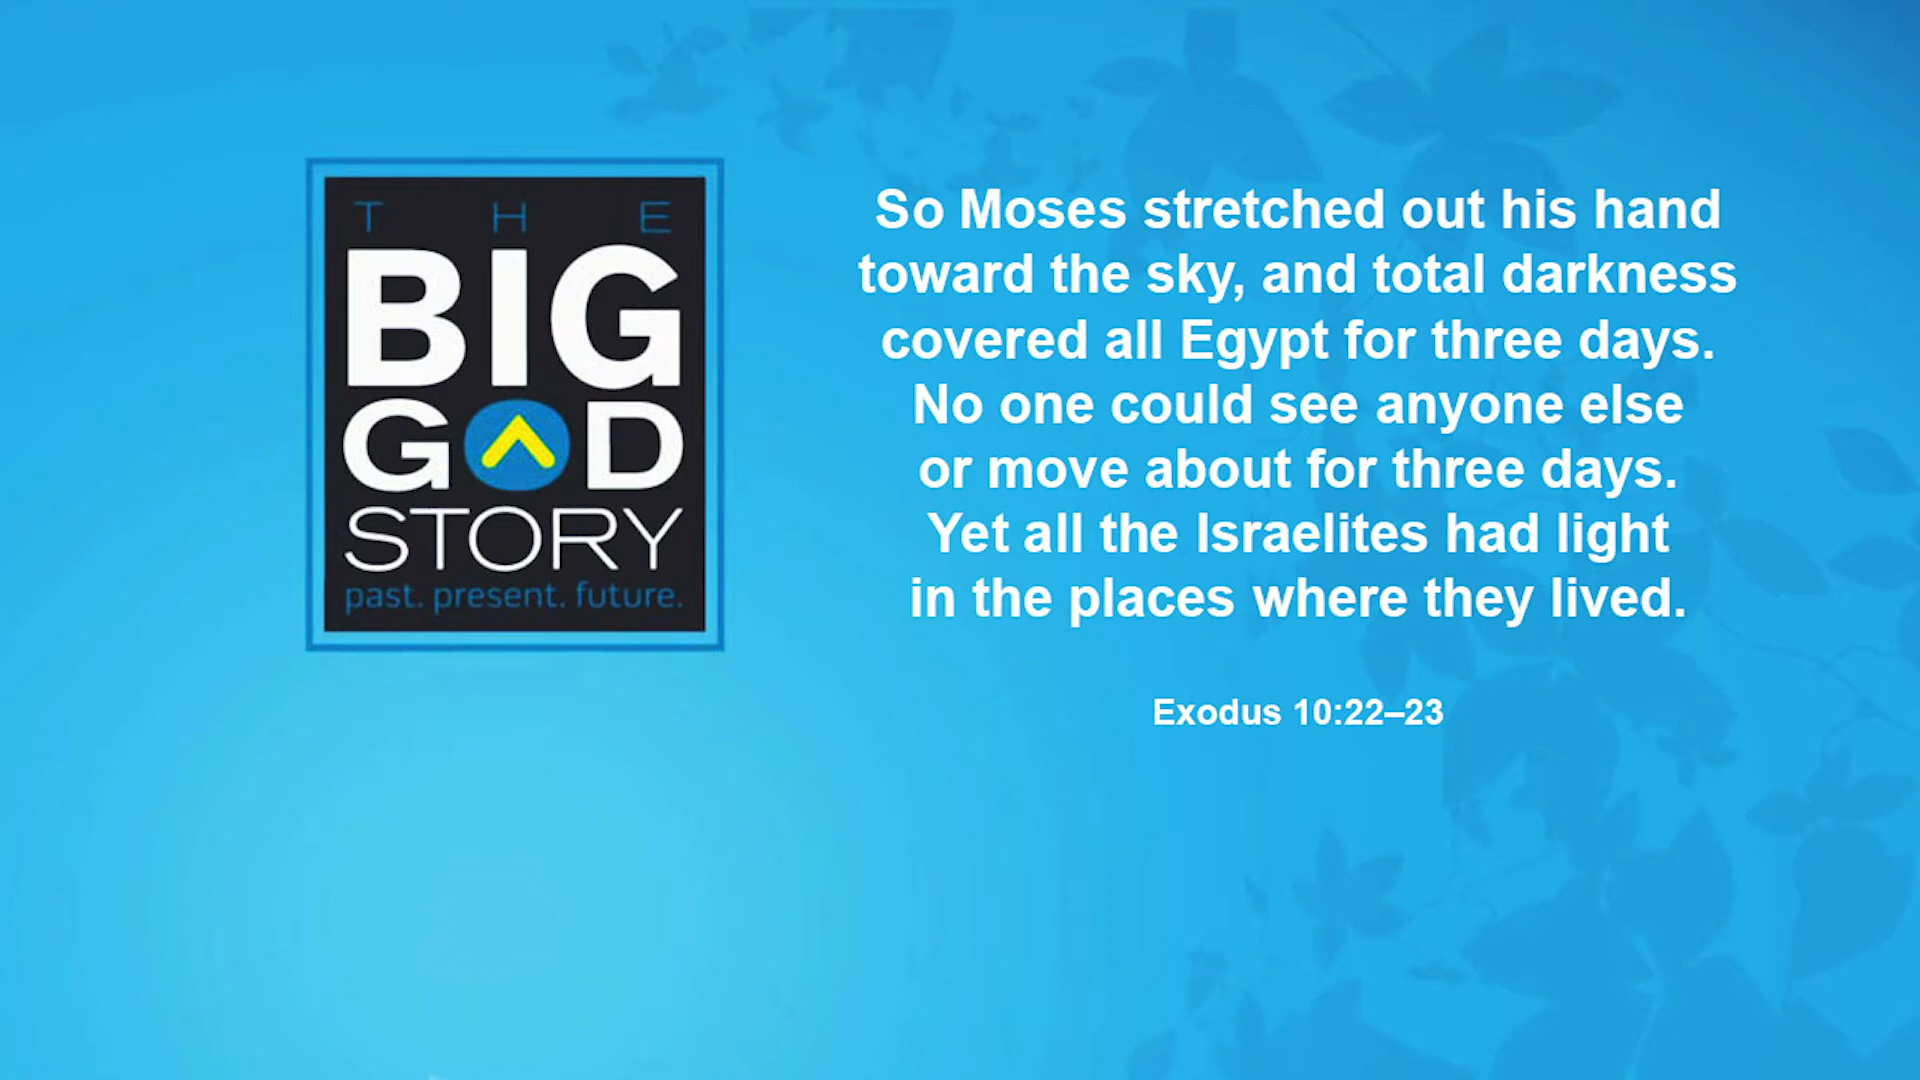 THE
BIG
GOD
STORY
past. present. future.
So Moses stretched out his hand
toward the sky, and total darkness
covered all Egypt for three days.
No one could see anyone else
or move about for three days.
Yet all the Israelites had light
in the places where they lived.
Exodus 10:22–23